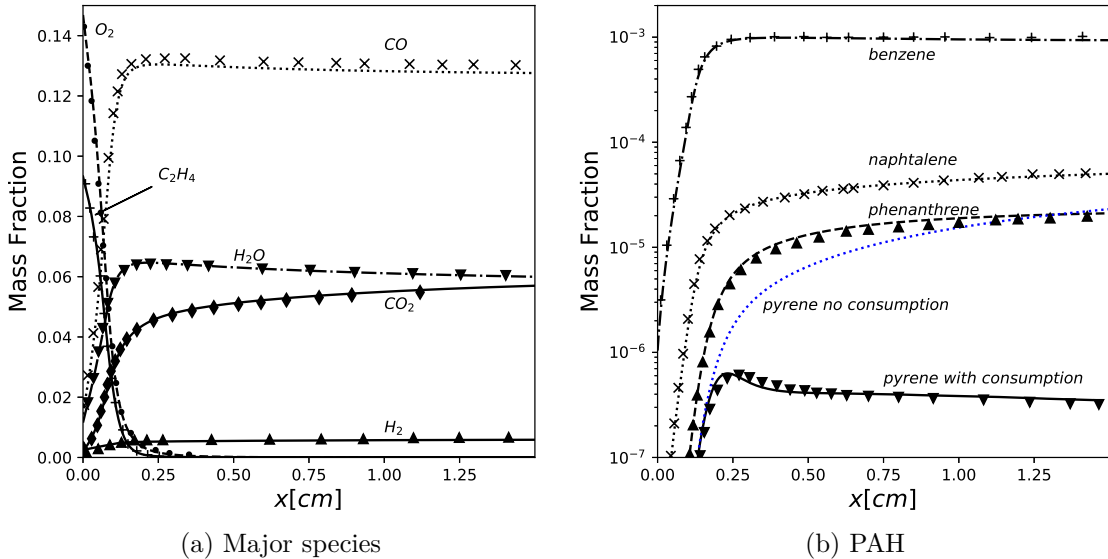 O₂
0.14
CO
0.12
0.10
C₂H₄
0.08
H₂O
0.06
CO₂
0.04
0.02
H₂
0.00
0.00 0.25 0.50 0.75 1.00 1.25
Mass Fraction
x[cm]
(a) Major species
10⁻³
benzene
10⁻⁴
naphtalene
phenanthrene
10⁻⁵
pyrene no consumption
10⁻⁶
pyrene with consumption
10⁻⁷
0.00 0.25 0.50 0.75 1.00 1.25
Mass Fraction
x[cm]
(b) PAH